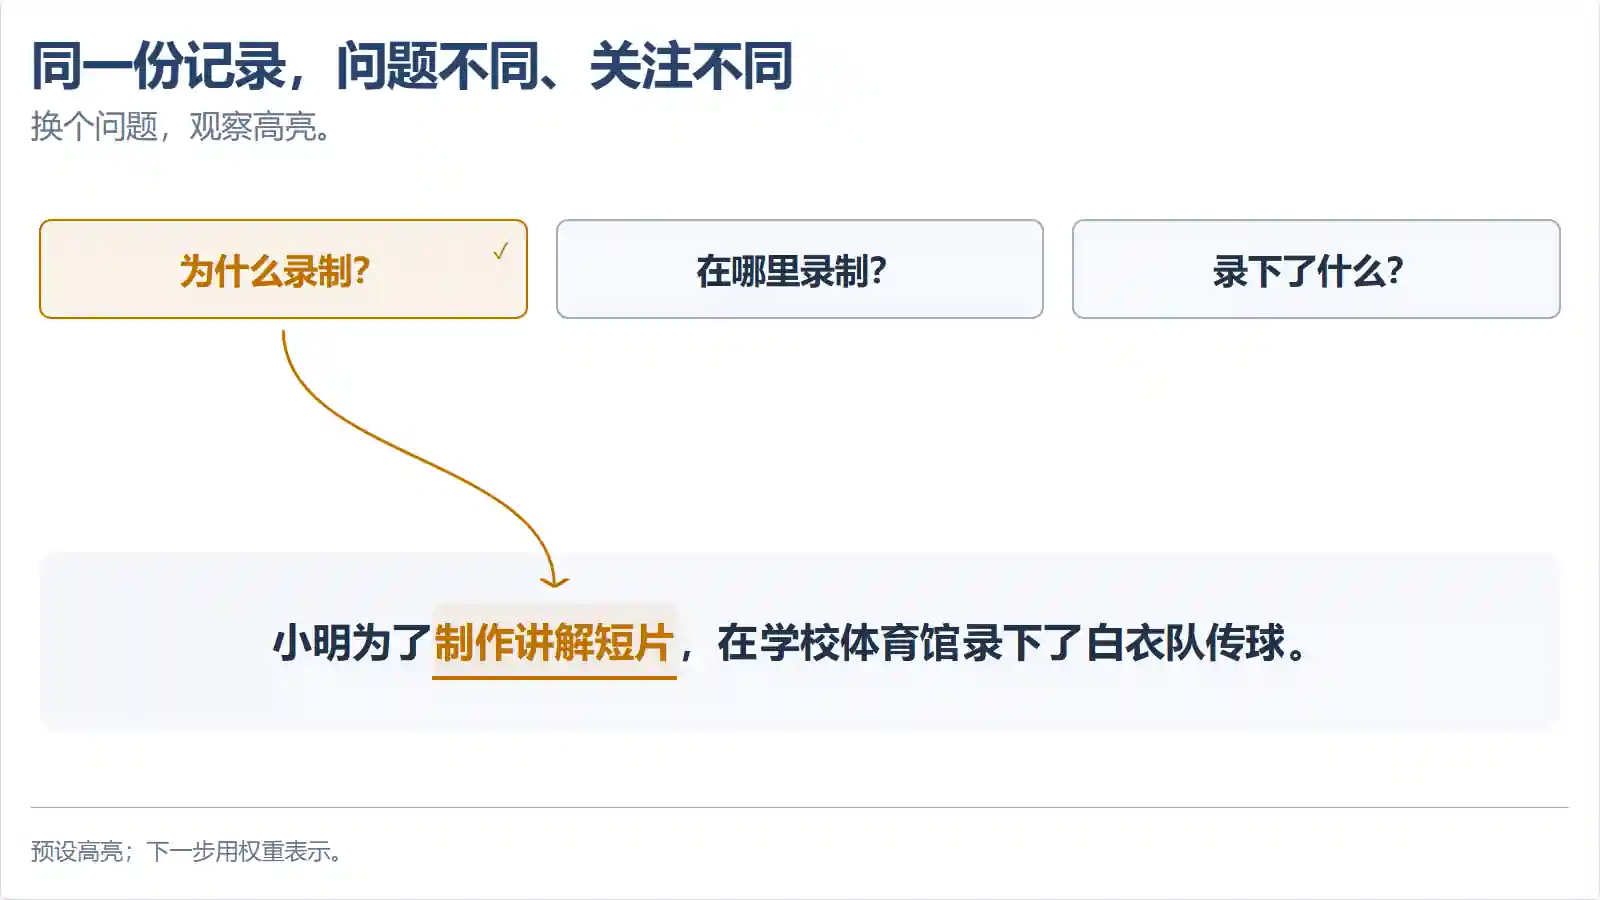 同一份记录，问题不同、关注不同
换个问题，观察高亮。
为什么录制？ ✓
在哪里录制？
录下了什么？
小明为了制作讲解短片，在学校体育馆录下了白衣队传球。
预设高亮；下一步用权重表示。